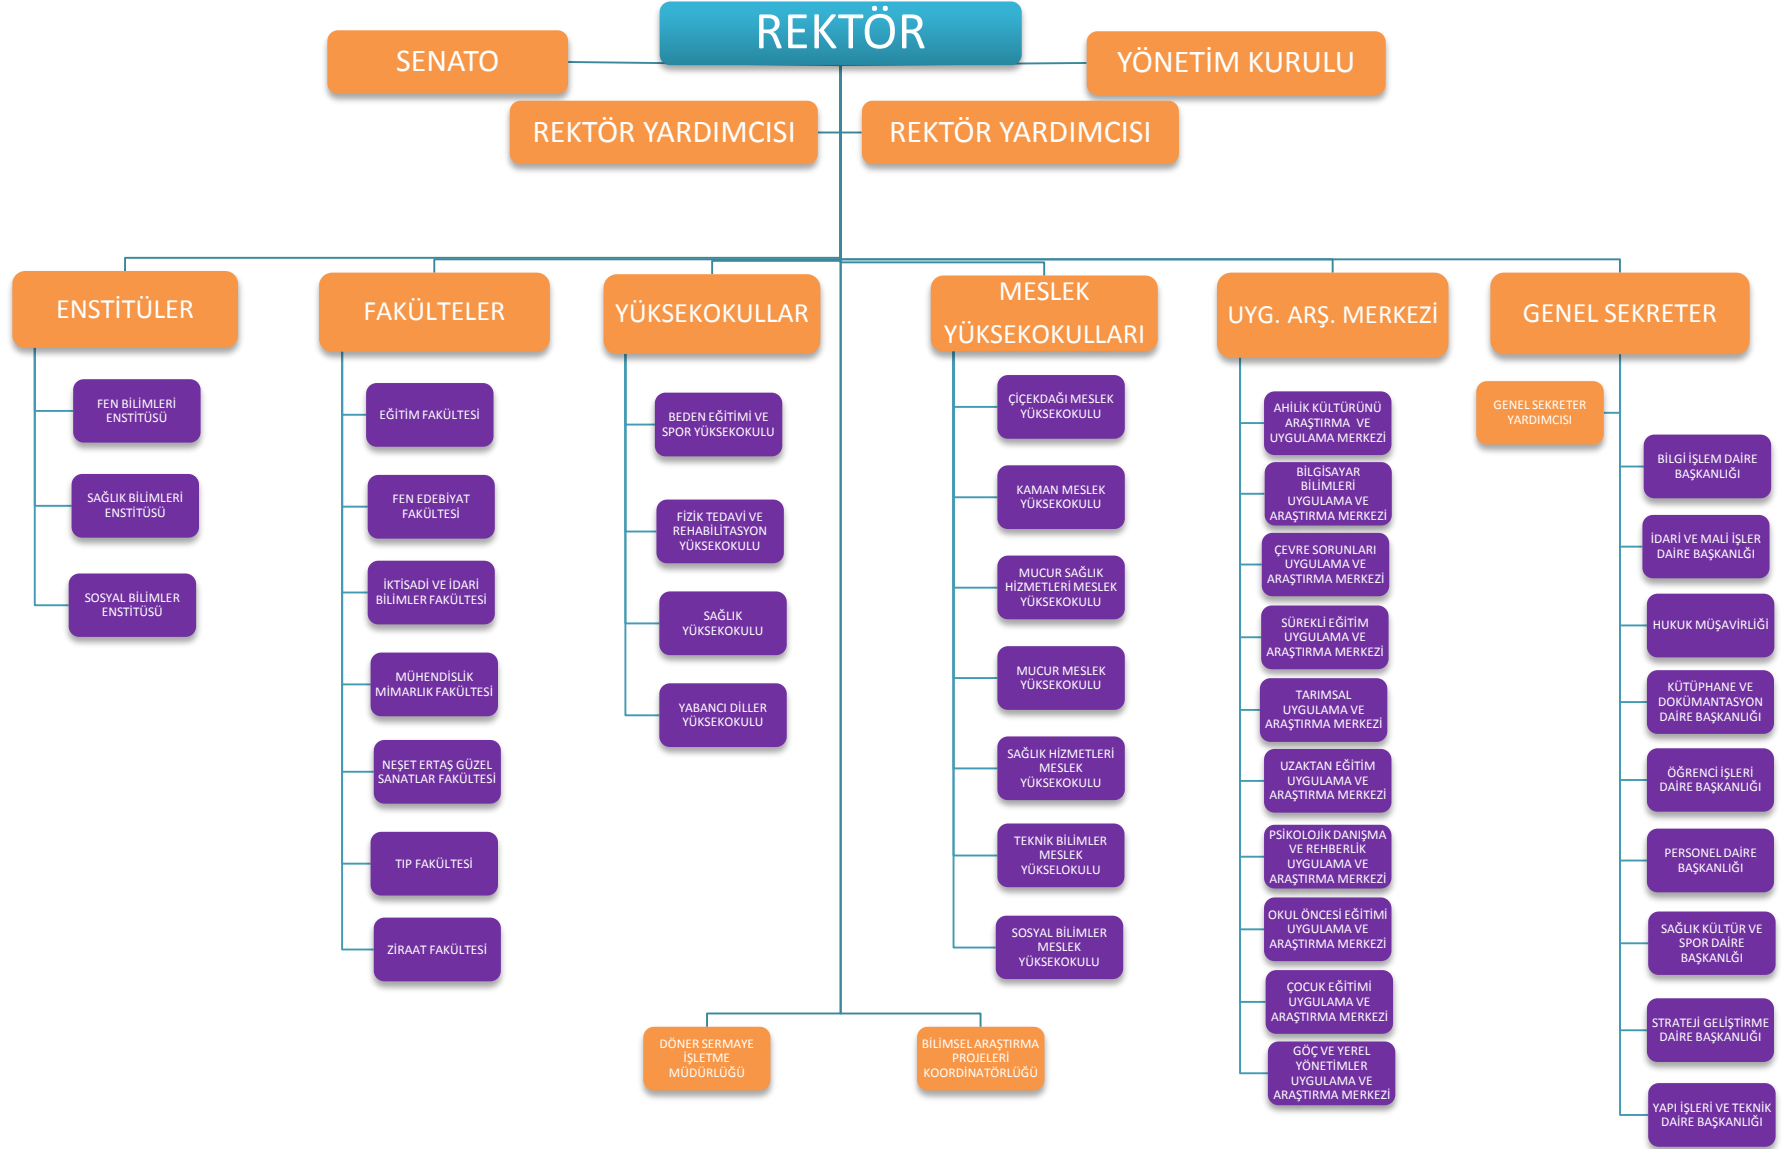 REKTÖR
SENATO
YÖNETİM KURULU
REKTÖR YARDIMCISI
REKTÖR YARDIMCISI
ENSTİTÜLER
FEN BİLİMLERİ
ENSTİTÜSÜ
SAĞLIK BİLİMLERİ
ENSTİTÜSÜ
SOSYAL BİLİMLER
ENSTİTÜSÜ
FAKÜLTELER
EĞİTİM FAKÜLTESİ
FEN EDEBİYAT
FAKÜLTESİ
İKTİSADİ VE İDARİ
BİLİMLER FAKÜLTESİ
MÜHENDİSLİK
MİMARLIK FAKÜLTESİ
NEŞET ERTAŞ GÜZEL
SANATLAR FAKÜLTESİ
TIP FAKÜLTESİ
ZİRAAT FAKÜLTESİ
YÜKSEKOKULLAR
BEDEN EĞİTİMİ VE
SPOR YÜKSEKOKULU
FİZİK TEDAVİ VE
REHABİLİTASYON
YÜKSEKOKULU
SAĞLIK
YÜKSEKOKULU
YABANCI DİLLER
YÜKSEKOKULU
MESLEK
YÜKSEKOKULLARI
ÇİÇEKDAĞI MESLEK
YÜKSEKOKULU
KAMAN MESLEK
YÜKSEKOKULU
MUCUR SAĞLIK
HİZMETLERİ MESLEK
YÜKSEKOKULU
MUCUR MESLEK
YÜKSEKOKULU
SAĞLIK HİZMETLERİ
MESLEK
YÜKSEKOKULU
TEKNİK BİLİMLER
MESLEK
YÜKSELOKULU
SOSYAL BİLİMLER
MESLEK
YÜKSEKOKULU
UYG. ARŞ. MERKEZİ
AHİLİK KÜLTÜRÜNÜ
ARAŞTIRMA VE
UYGULAMA MERKEZİ
BİLGİSAYAR
BİLİMLERİ
UYGULAMA VE
ARAŞTIRMA MERKEZİ
ÇEVRE SORUNLARI
UYGULAMA VE
ARAŞTIRMA MERKEZİ
SÜREKLİ EĞİTİM
UYGULAMA VE
ARAŞTIRMA MERKEZİ
TARIMSAL
UYGULAMA VE
ARAŞTIRMA MERKEZİ
UZAKTAN EĞİTİM
UYGULAMA VE
ARAŞTIRMA MERKEZİ
PSİKOLOJİK DANIŞMA
VE REHBERLİK
UYGULAMA VE
ARAŞTIRMA MERKEZİ
OKUL ÖNCESİ EĞİTİMİ
UYGULAMA VE
ARAŞTIRMA MERKEZİ
ÇOCUK EĞİTİMİ
UYGULAMA VE
ARAŞTIRMA MERKEZİ
GÖÇ VE YEREL
YÖNETİMLER
UYGULAMA VE
ARAŞTIRMA MERKEZİ
GENEL SEKRETER
GENEL SEKRETER
YARDIMCISI
BİLGİ İŞLEM DAİRE
BAŞKANLIĞI
İDARİ VE MALİ İŞLER
DAİRE BAŞKANLĞI
HUKUK MÜŞAVİRLİĞİ
KÜTÜPHANE VE
DOKÜMANTASYON
DAİRE BAŞKANLIĞI
ÖĞRENCİ İŞLERİ
DAİRE BAŞKANLIĞI
PERSONEL DAİRE
BAŞKANLIĞI
SAĞLIK KÜLTÜR VE
SPOR DAİRE
BAŞKANLĞI
STRATEJİ GELİŞTİRME
DAİRE BAŞKANLIĞI
YAPI İŞLERİ VE TEKNİK
DAİRE BAŞKANLIĞI
DÖNER SERMAYE
İŞLETME
MÜDÜRLÜĞÜ
BİLİMSEL ARAŞTIRMA
PROJELERİ
KOORDİNATÖRLÜĞÜ